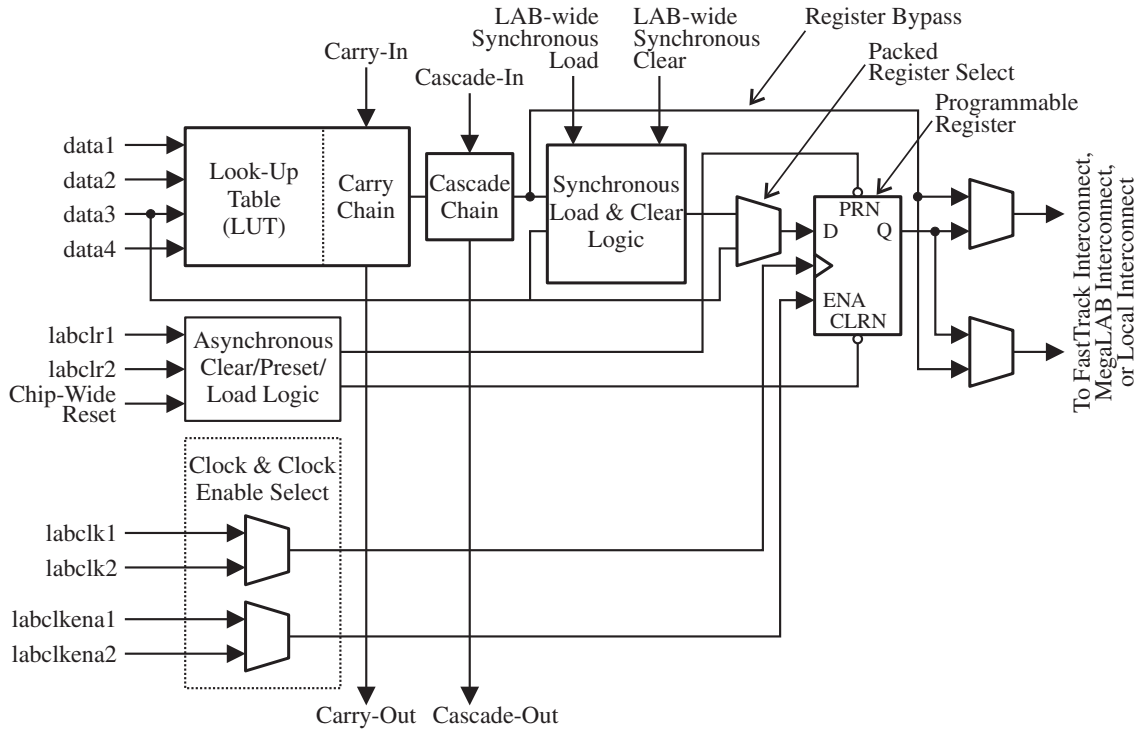 LAB-wide
Synchronous
Load
LAB-wide
Synchronous
Clear
Register Bypass
Packed
Register Select
Programmable
Register
Carry-In
Cascade-In
data1
data2
data3
data4
Look-Up
Table
(LUT)
Carry
Chain
Cascade
Chain
Synchronous
Load & Clear
Logic
PRN
D
Q
ENA
CLRN
labclr1
labclr2
Chip-Wide
Reset
Asynchronous
Clear/Preset/
Load Logic
Clock & Clock
Enable Select
labclk1
labclk2
labclkena1
labclkena2
Carry-Out
Cascade-Out
To FastTrack Interconnect,
MegaLAB Interconnect,
or Local Interconnect